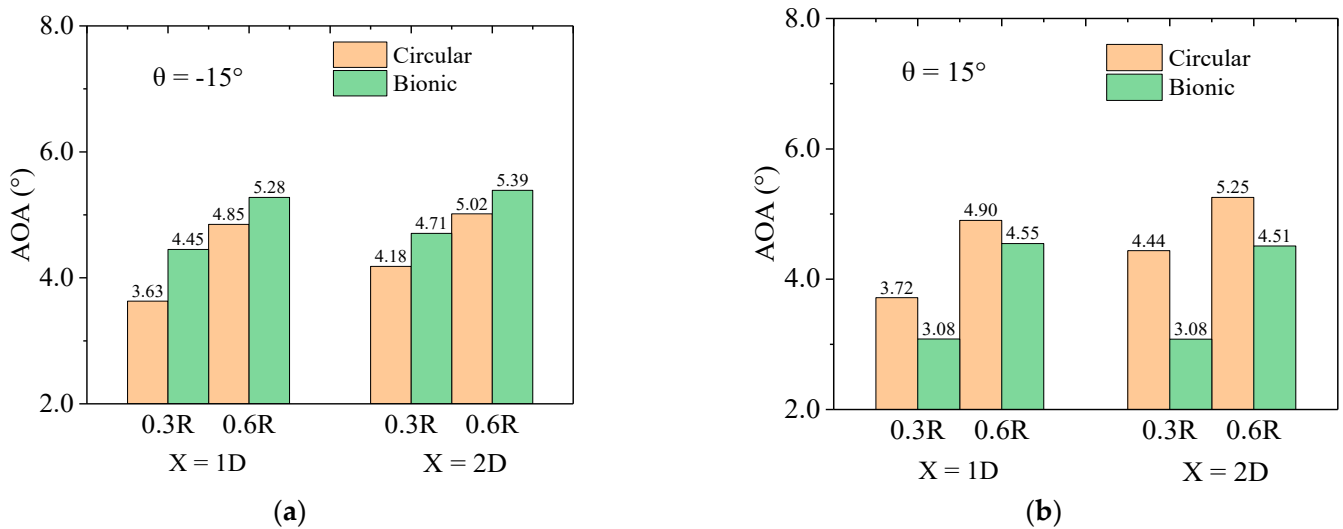 8.0
θ = -15°
Circular
Bionic
6.0
AOA (°)
5.28
4.85
4.45
3.63
5.39
5.02
4.71
4.18
4.0
2.0
0.3R 0.6R 0.3R 0.6R
X = 1D X = 2D
(a)
8.0
θ = 15°
Circular
Bionic
6.0
AOA (°)
4.90
4.55
3.72
3.08
5.25
4.51
4.44
3.08
4.0
2.0
0.3R 0.6R 0.3R 0.6R
X = 1D X = 2D
(b)